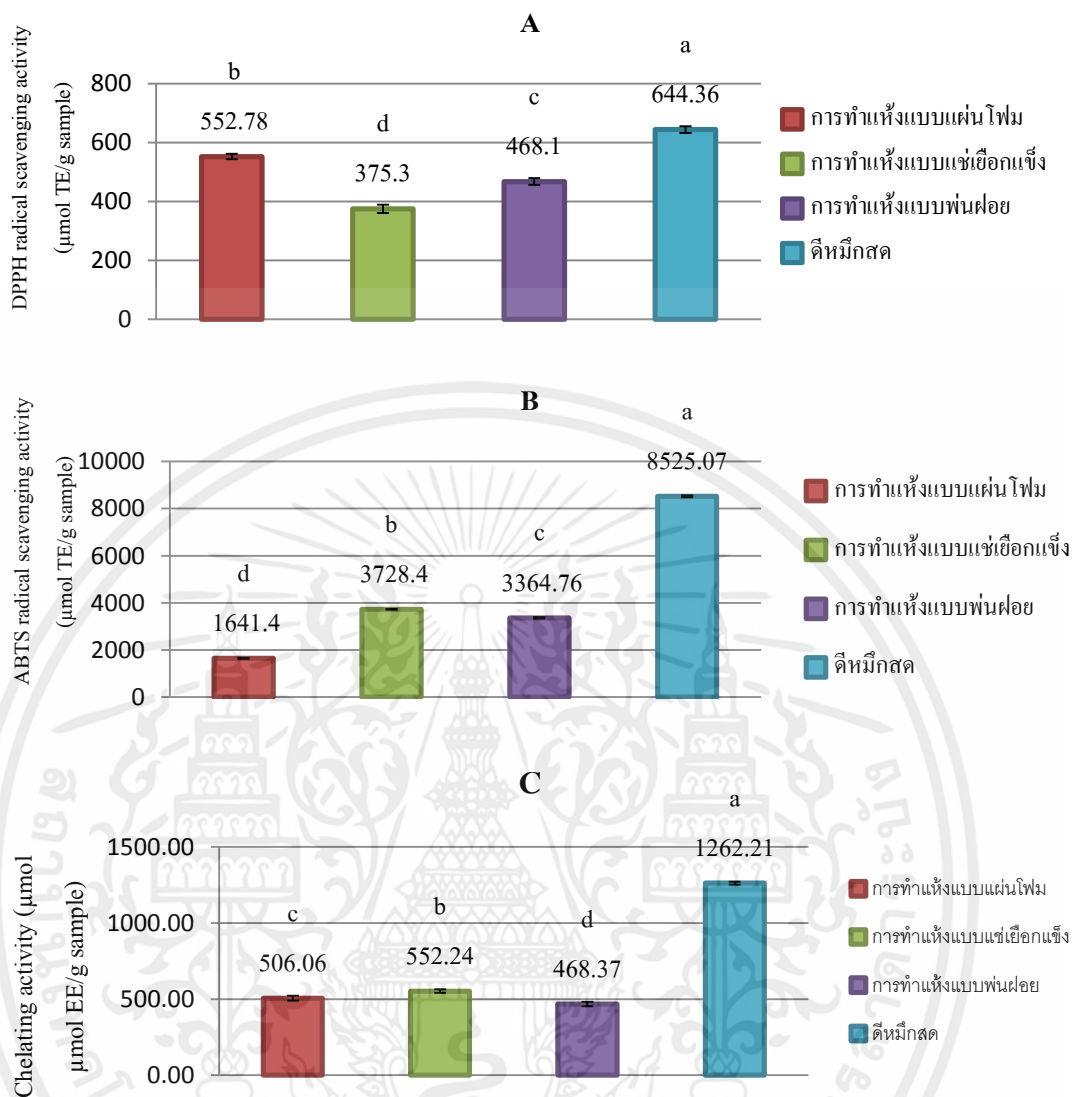 A
DPPH radical scavenging activity
(µmol TE/g sample)
800
600
400
200
0
b
552.78
d
375.3
c
468.1
a
644.36
การทำแห้งแบบแผ่นโฟม
การทำแห้งแบบแช่เยือกแข็ง
การทำแห้งแบบพ่นฝอย
ดีหมึกสด
B
ABTS radical scavenging activity
(µmol TE/g sample)
10000
8000
6000
4000
2000
0
d
1641.4
b
3728.4
c
3364.76
a
8525.07
การทำแห้งแบบแผ่นโฟม
การทำแห้งแบบแช่เยือกแข็ง
การทำแห้งแบบพ่นฝอย
ดีหมึกสด
C
Chelating activity (µmol
µmol EE/g sample)
1500.00
1000.00
500.00
0.00
c
506.06
b
552.24
d
468.37
a
1262.21
การทำแห้งแบบแผ่นโฟม
การทำแห้งแบบแช่เยือกแข็ง
การทำแห้งแบบพ่นฝอย
ดีหมึกสด